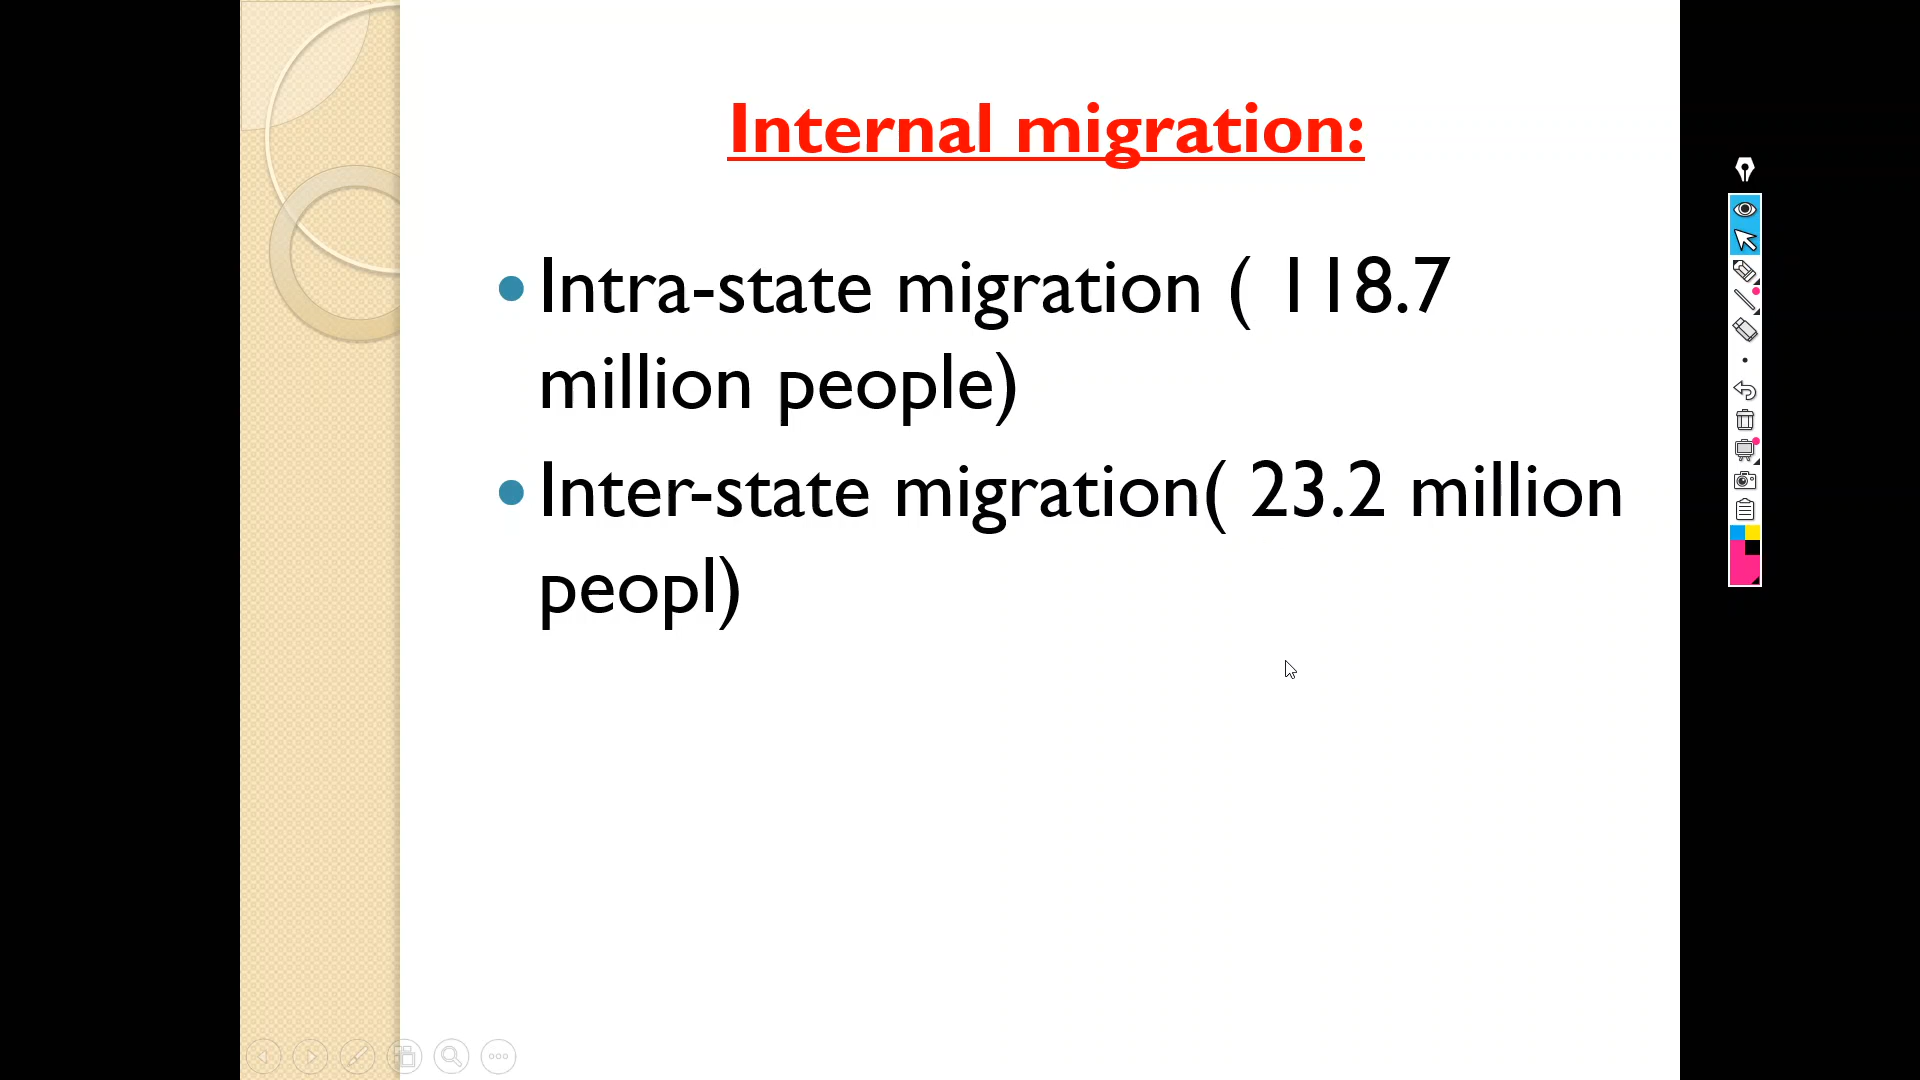 Internal migration:
Intra-state migration ( 118.7
million people)
Inter-state migration( 23.2 million
peopl)